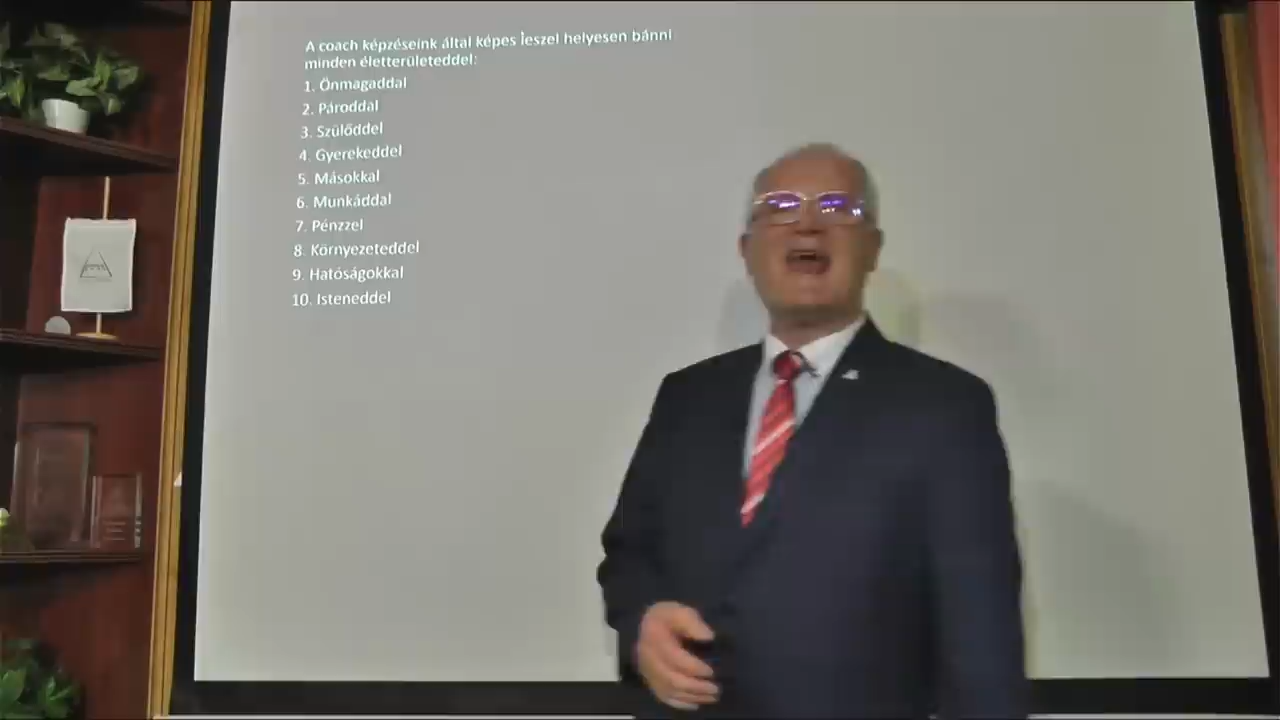 A coach képzéseink által képes leszel helyesen bánni
minden életterületeddel:
1. Önmagaddal
2. Pároddal
3. Szülőddel
4. Gyerekeddel
5. Másokkal
6. Munkáddal
7. Pénzzel
8. Környezeteddel
9. Hatóságokkal
10. Isteneddel